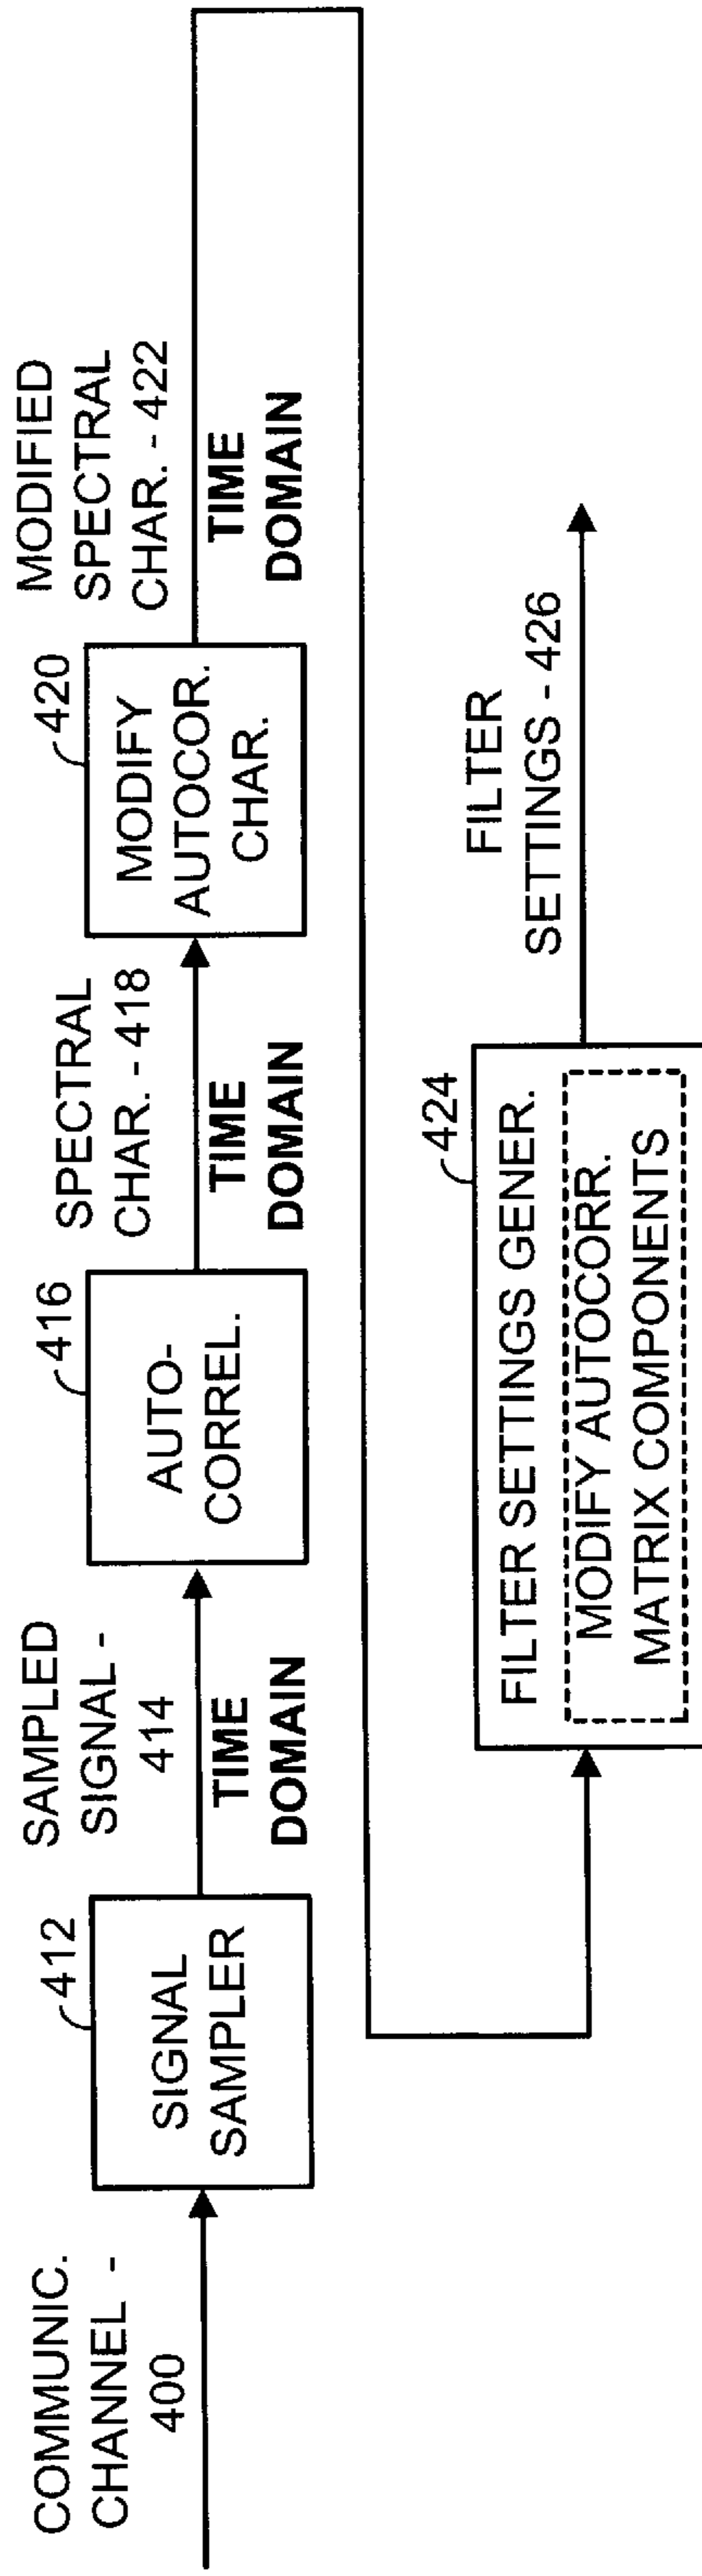 COMMUNIC.
CHANNEL -
400
412
SIGNAL
SAMPLER
SAMPLED
SIGNAL -
414
TIME
DOMAIN
416
AUTO-
CORREL.
SPECTRAL
CHAR. - 418
TIME
DOMAIN
420
MODIFY
AUTOCOR.
CHAR.
MODIFIED
SPECTRAL
CHAR. - 422
TIME
DOMAIN
424
FILTER SETTINGS GENER.
MODIFY AUTOCORR.
MATRIX COMPONENTS
FILTER
SETTINGS - 426